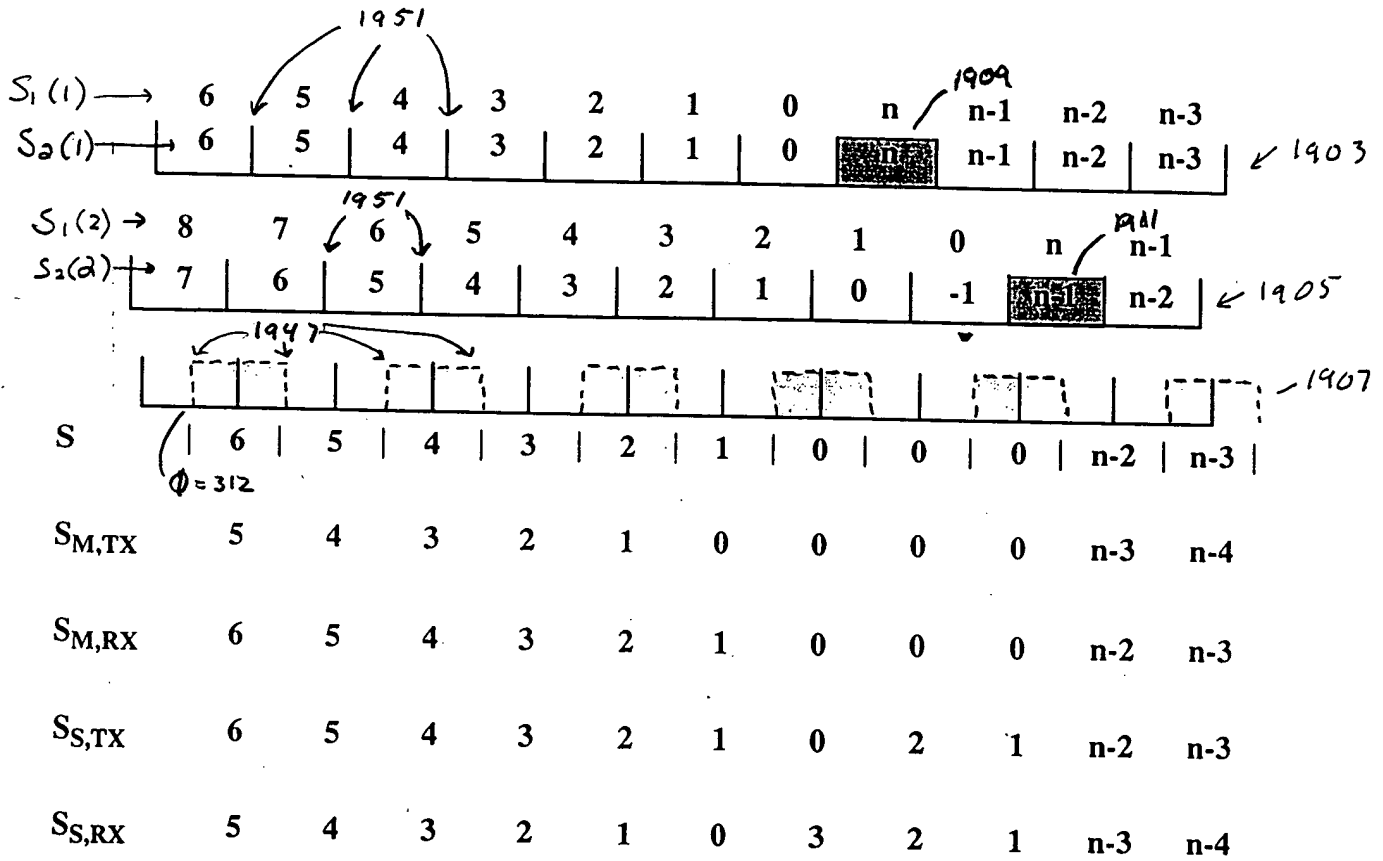 1951
1909
S₁(1) → 6 5 4 3 2 1 0 n n-1 n-2 n-3
S₂(1) → 6 5 4 3 2 1 0 n n-1 n-2 n-3 1903
1951
1911
S₁(2) → 8 7 6 5 4 3 2 1 0 n n-1
S₂(2) → 7 6 5 4 3 2 1 0 -1 n-1 n-2 1905
1947
1907
S | 6 | 5 | 4 | 3 | 2 | 1 | 0 | 0 | 0 | n-2 | n-3 |
Φ = 312
S_M,TX 5 4 3 2 1 0 0 0 0 n-3 n-4
S_M,RX 6 5 4 3 2 1 0 0 0 n-2 n-3
S_S,TX 6 5 4 3 2 1 0 2 1 n-2 n-3
S_S,RX 5 4 3 2 1 0 3 2 1 n-3 n-4